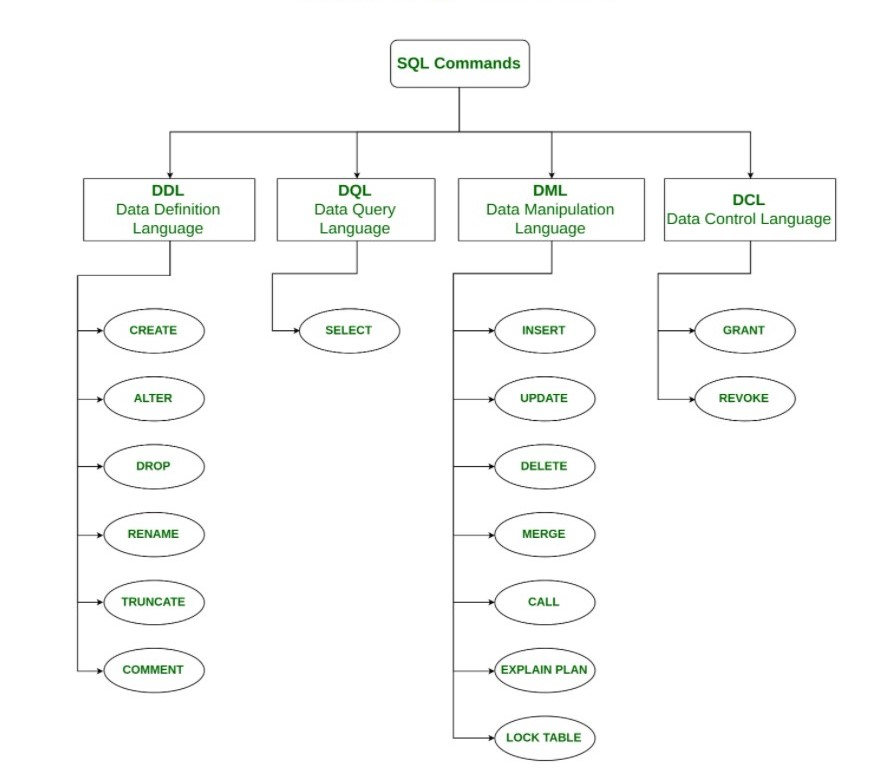 SQL Commands
DDL
Data Definition
Language
DQL
Data Query
Language
DML
Data Manipulation
Language
DCL
Data Control Language
CREATE
ALTER
DROP
RENAME
TRUNCATE
COMMENT
SELECT
INSERT
UPDATE
DELETE
MERGE
CALL
EXPLAIN PLAN
LOCK TABLE
GRANT
REVOKE